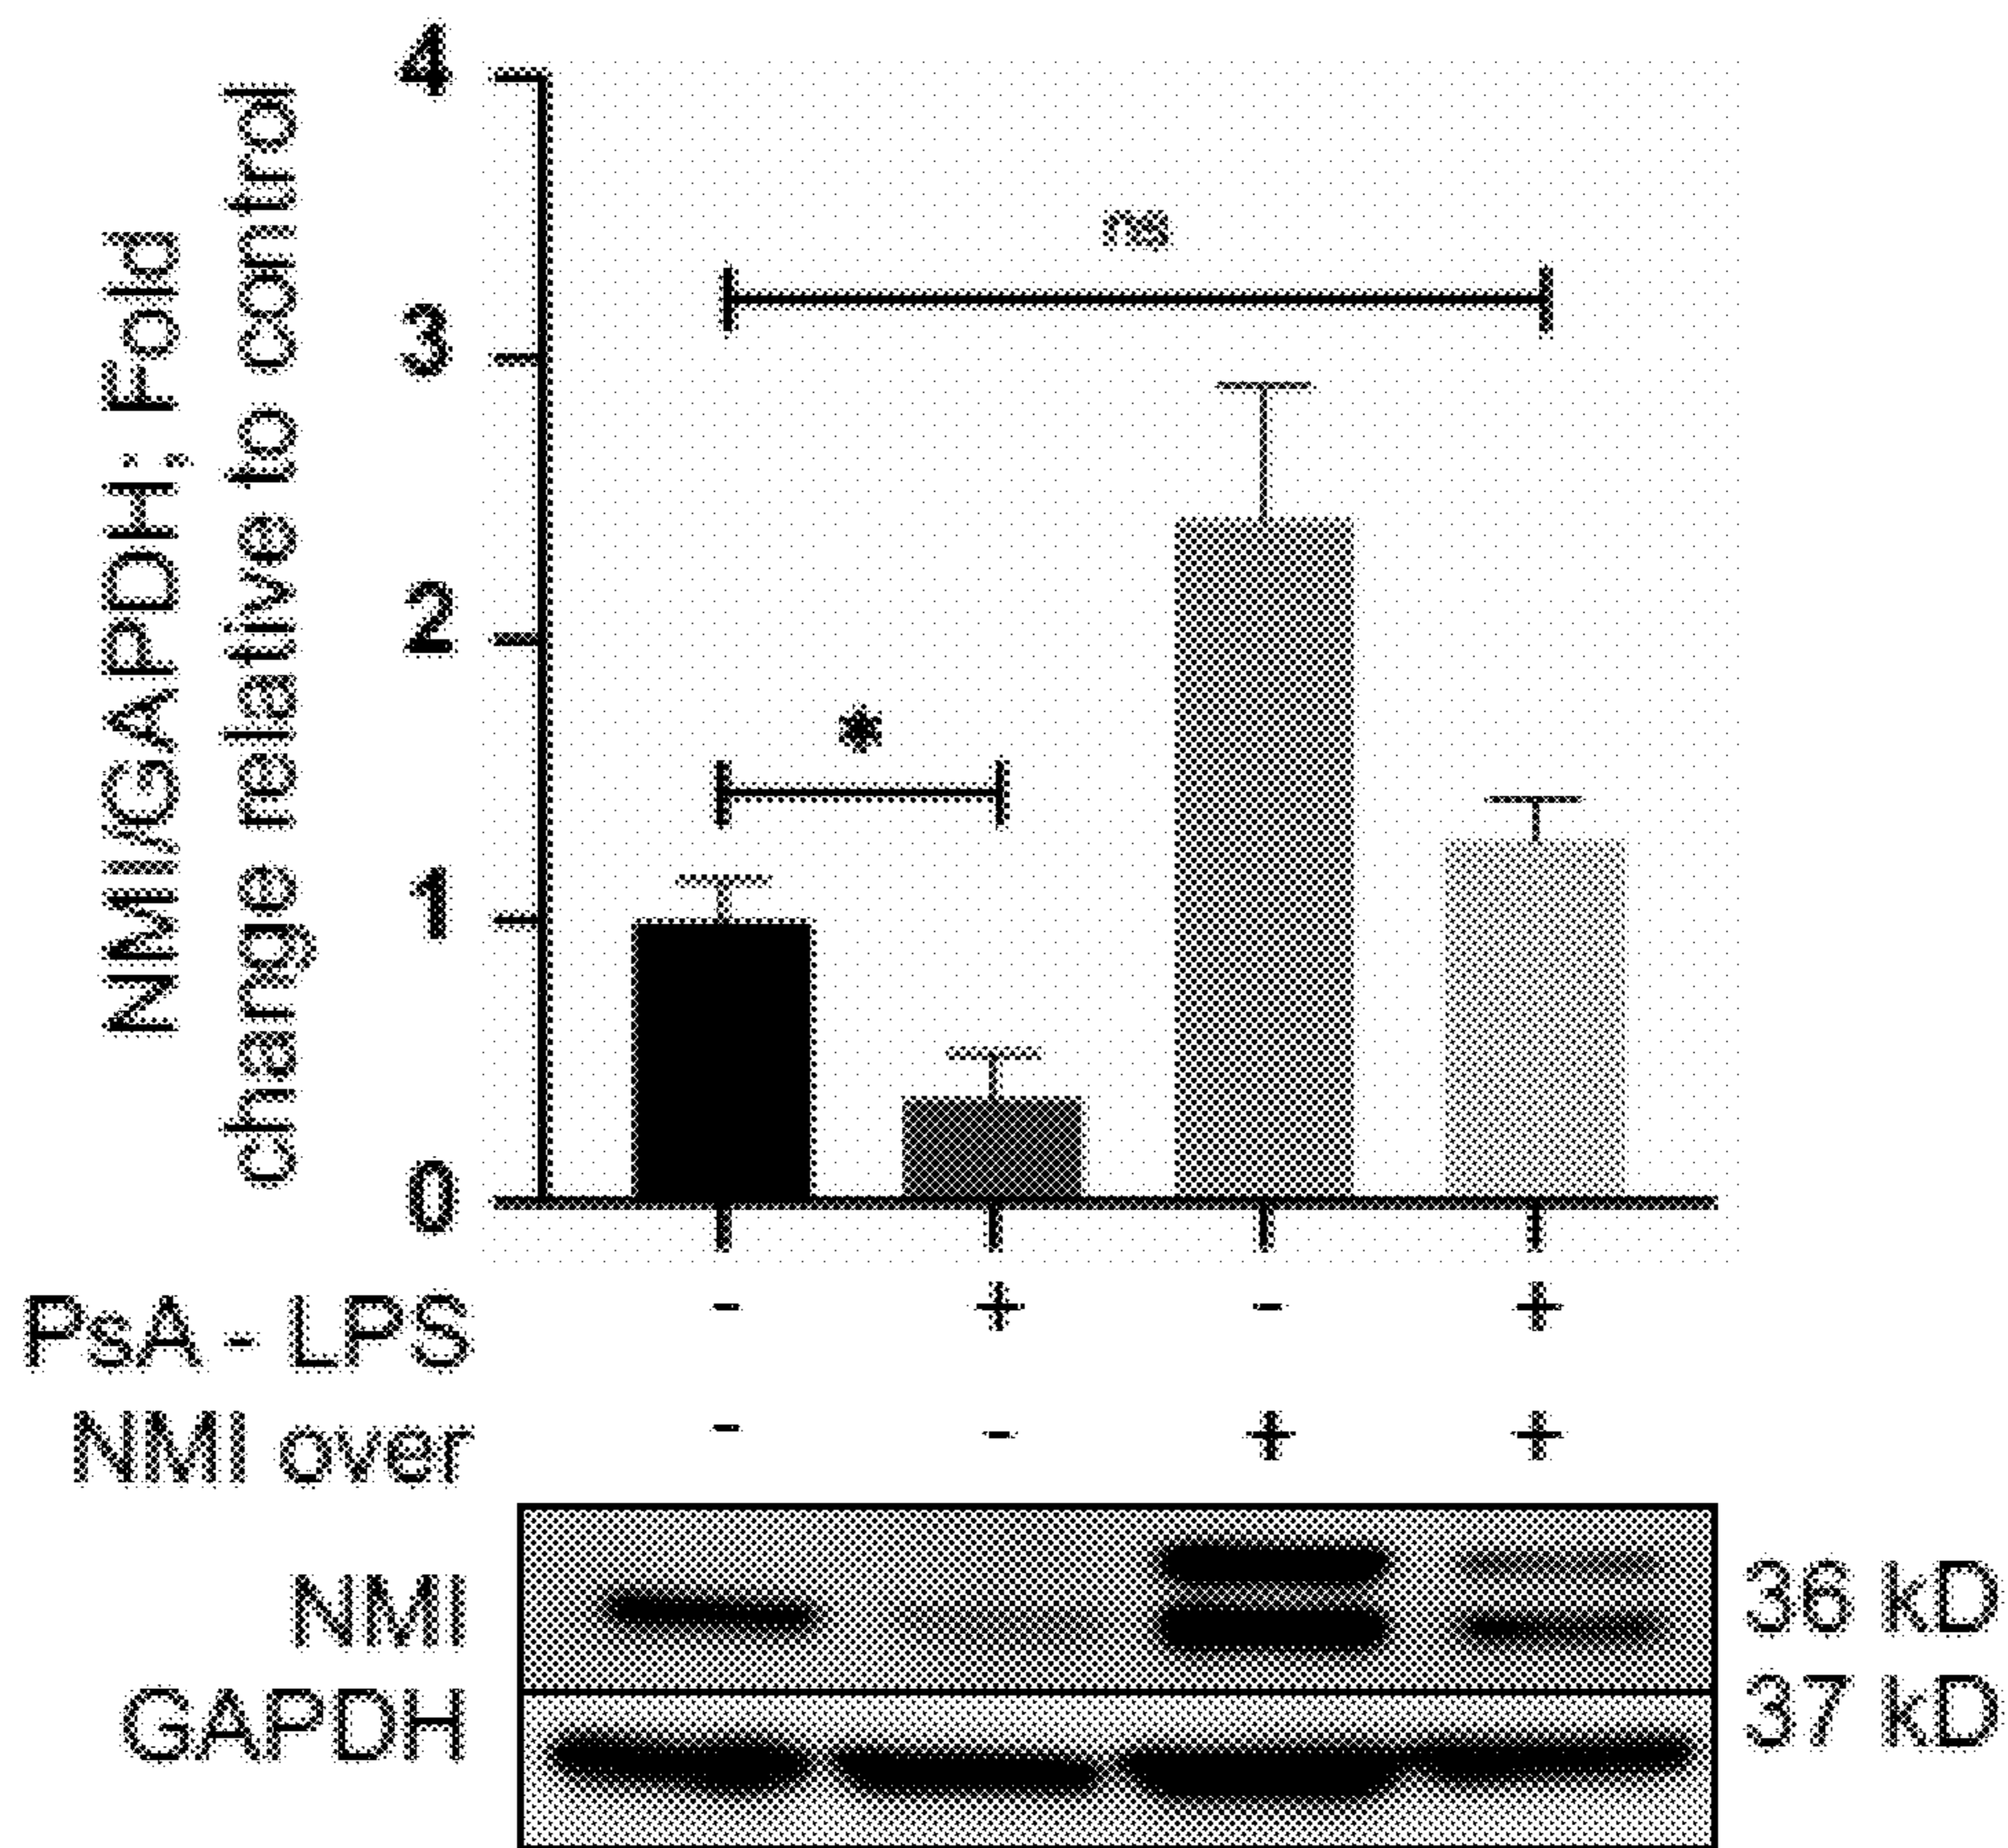 NMI/GAPDH; Fold
change relative to control
4
3
2
1
0
ns
*
PsA - LPS - + - +
NMI over - - + +
NMI 36 kD
GAPDH 37 kD